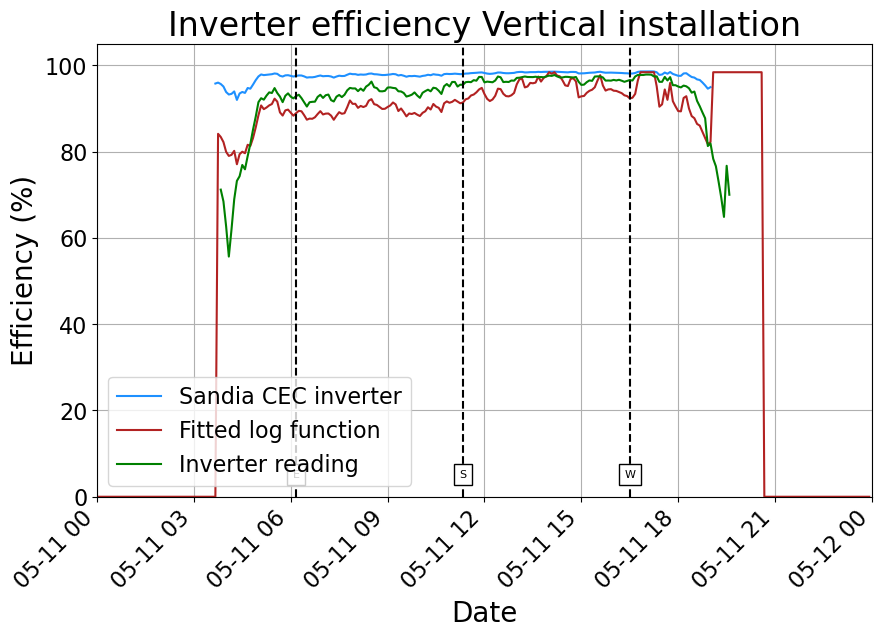 Inverter efficiency Vertical installation
Efficiency (%)
100
80
60
40
20
0
Sandia CEC inverter
Fitted log function
Inverter reading
E
S
W
05-11 00
05-11 03
05-11 06
05-11 09
05-11 12
05-11 15
05-11 18
05-11 21
05-12 00
Date